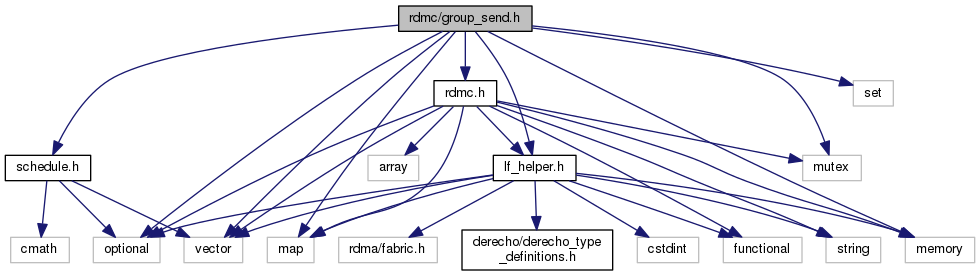 rdmc/group_send.h
rdmc.h
set
schedule.h
array
lf_helper.h
mutex
cmath
optional
vector
map
rdma/fabric.h
derecho/derecho_type
_definitions.h
cstdint
functional
string
memory